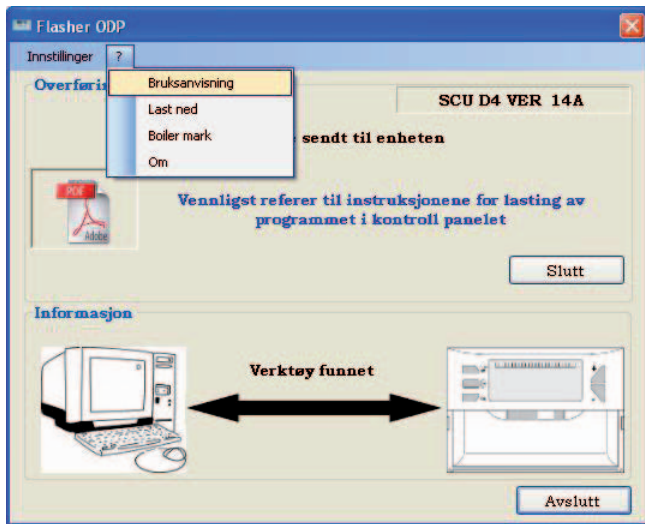 Flasher ODP
Innstillinger ?
Bruksanvisning
Last ned
Boiler mark
Om
SCU D4 VER 14A
sendt til enheten
PDF
Adobe
Vennligst referer til instruksjonene for lasting av
programmet i kontroll panelet
Slutt
Informasjon
Verktøy funnet
Avslutt